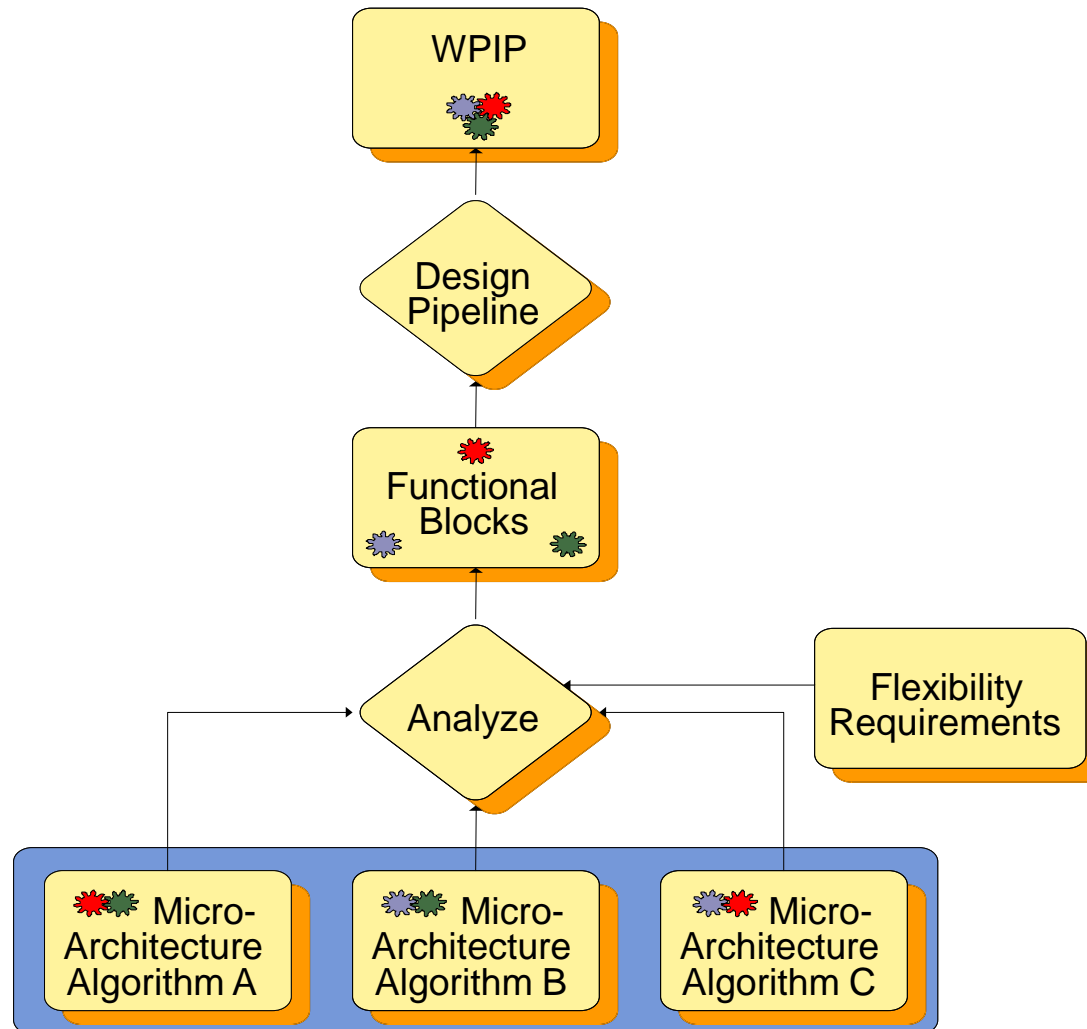 WPIP
Design
Pipeline
Functional
Blocks
Analyze
Flexibility
Requirements
Micro-
Architecture
Algorithm A
Micro-
Architecture
Algorithm B
Micro-
Architecture
Algorithm C